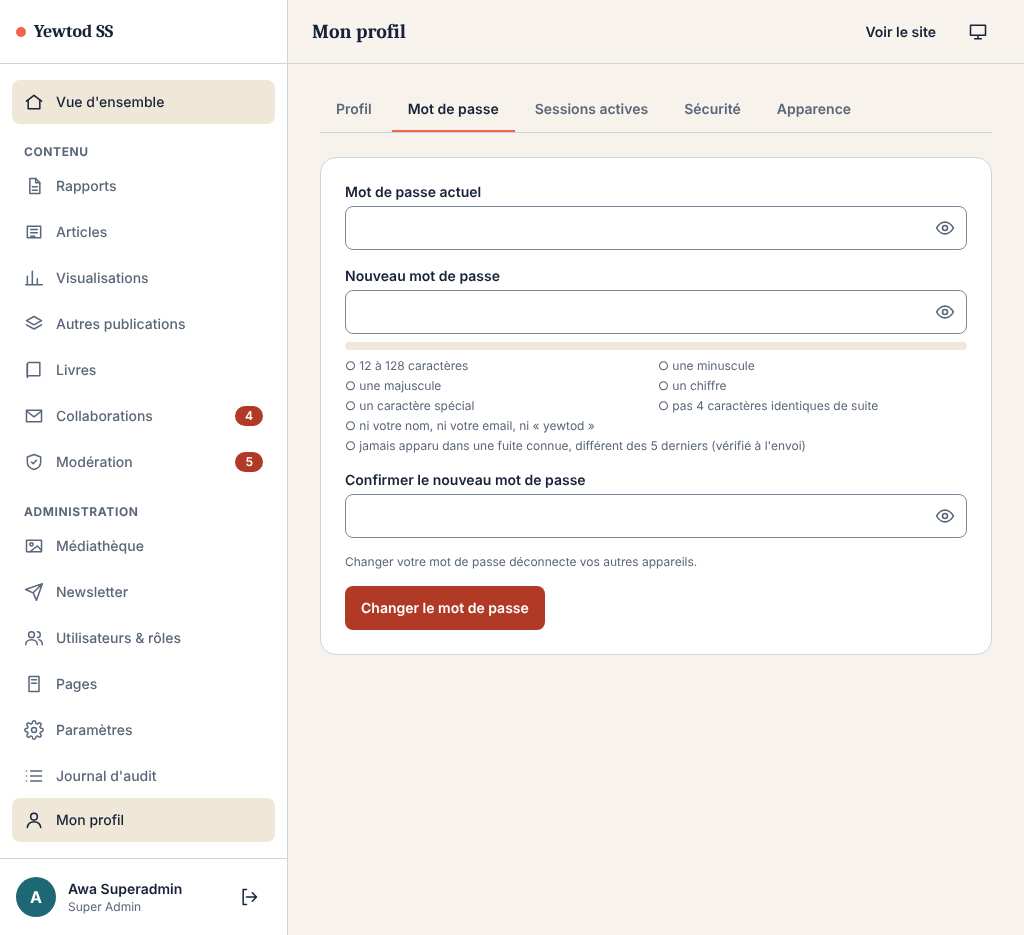 Yewtod SS
Vue d'ensemble
CONTENU
Rapports
Articles
Visualisations
Autres publications
Livres
Collaborations 4
Modération 5
ADMINISTRATION
Médiathèque
Newsletter
Utilisateurs & rôles
Pages
Paramètres
Journal d'audit
Mon profil
A
Awa Superadmin
Super Admin
Mon profil
Voir le site
Profil Mot de passe Sessions actives Sécurité Apparence
Mot de passe actuel
Nouveau mot de passe
12 à 128 caractères une minuscule
une majuscule un chiffre
un caractère spécial pas 4 caractères identiques de suite
ni votre nom, ni votre email, ni « yewtod »
jamais apparu dans une fuite connue, différent des 5 derniers (vérifié à l'envoi)
Confirmer le nouveau mot de passe
Changer votre mot de passe déconnecte vos autres appareils.
Changer le mot de passe